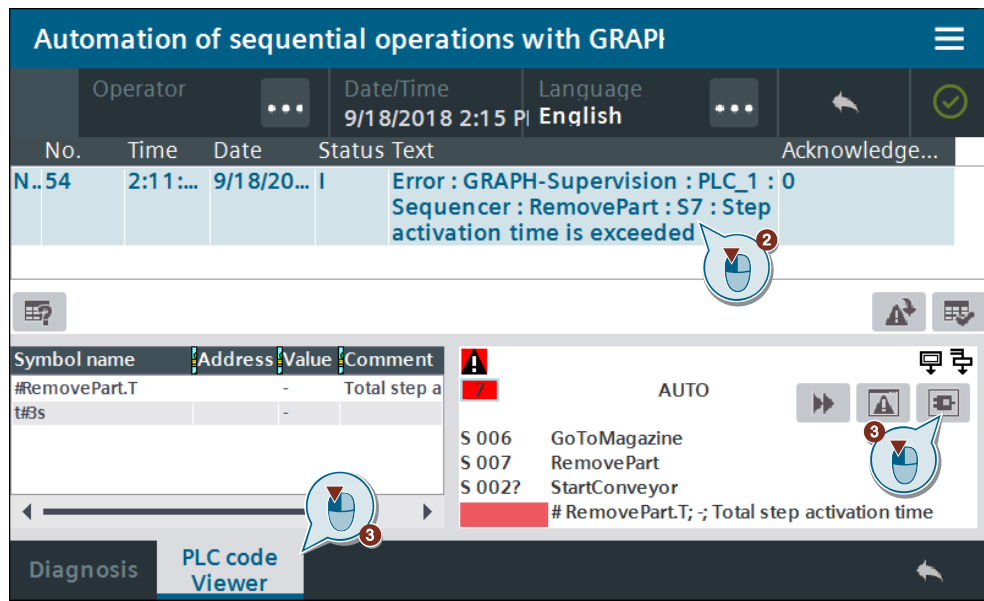 Automation of sequential operations with GRAPH
Operator
Date/Time
Language
9/18/2018 2:15 P
English
No. Time Date Status Text Acknowledge...
N.. 54 2:11:... 9/18/20... I Error : GRAPH-Supervision : PLC_1 : 0
Sequencer : RemovePart : S7 : Step
activation time is exceeded
2
Symbol name Address Value Comment
#RemovePart.T - Total step a
t#3s -
7 AUTO
3
S 006 GoToMagazine
S 007 RemovePart
S 002? StartConveyor
# RemovePart.T; -; Total step activation time
3
Diagnosis
PLC code
Viewer